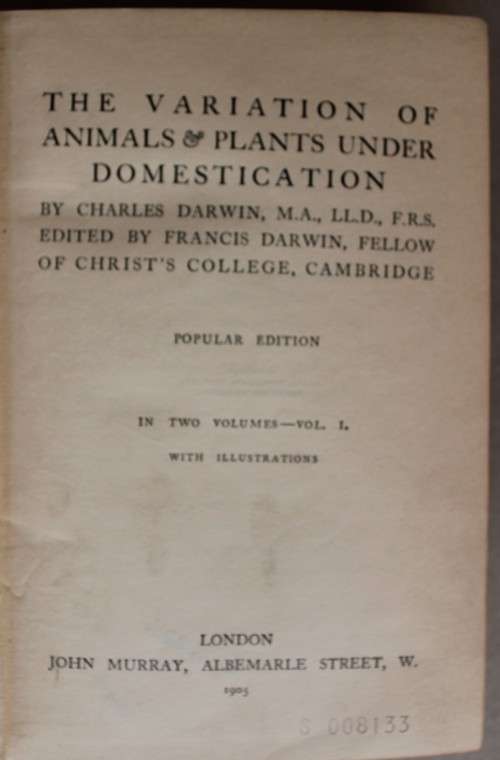 THE VARIATION OF
ANIMALS & PLANTS UNDER
DOMESTICATION
BY CHARLES DARWIN, M.A., LL.D., F.R.S.
EDITED BY FRANCIS DARWIN, FELLOW
OF CHRIST'S COLLEGE, CAMBRIDGE
POPULAR EDITION
IN TWO VOLUMES—VOL. I.
WITH ILLUSTRATIONS
LONDON
JOHN MURRAY, ALBEMARLE STREET, W.
1905
S 008133